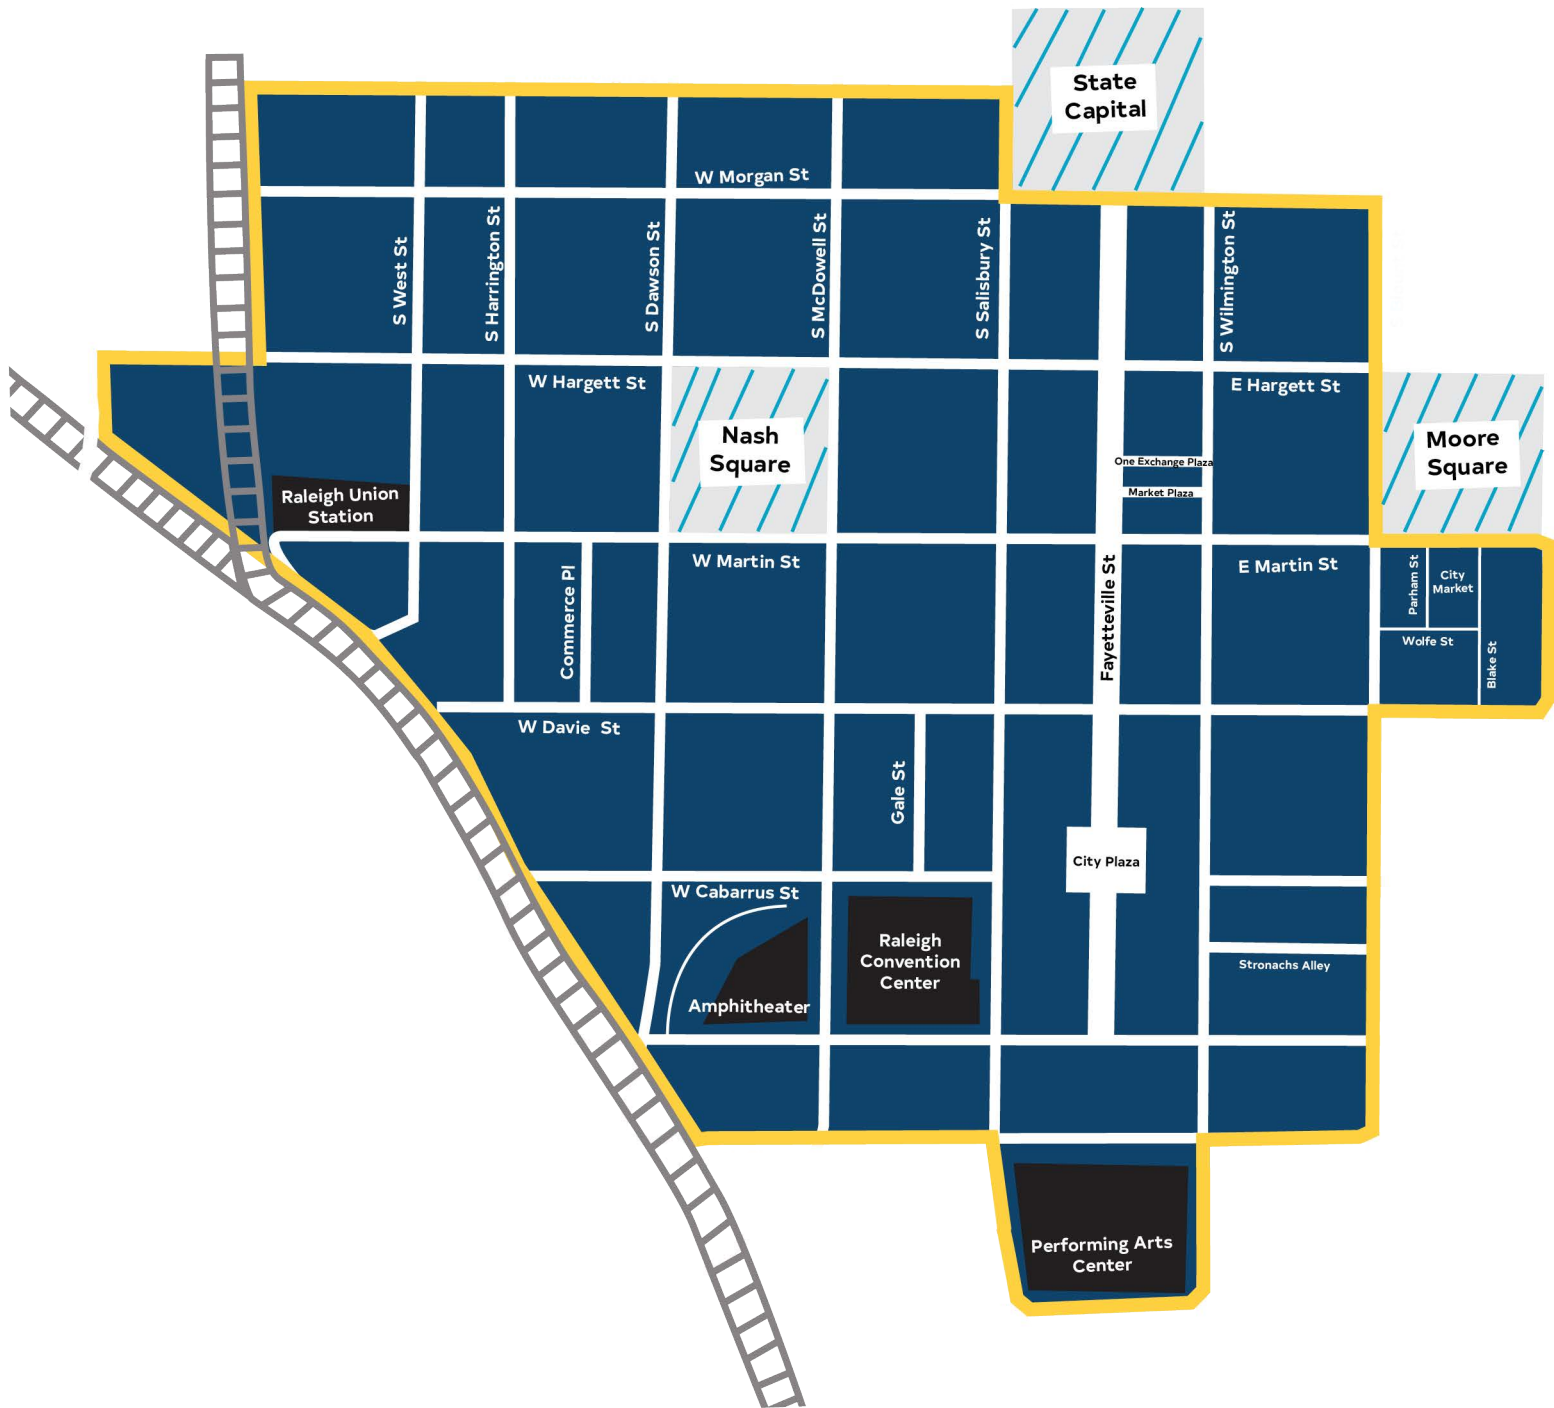 State
Capital
W Morgan St
S West St
S Harrington St
S Dawson St
S McDowell St
S Salisbury St
S Wilmington St
W Hargett St
E Hargett St
Nash
Square
Moore
Square
One Exchange Plaza
Market Plaza
Raleigh Union
Station
W Martin St
E Martin St
Commerce Pl
Fayetteville St
Parham St
City
Market
Wolfe St
Blake St
W Davie St
Gale St
City Plaza
W Cabarrus St
Raleigh
Convention
Center
Stronachs Alley
Amphitheater
Performing Arts
Center